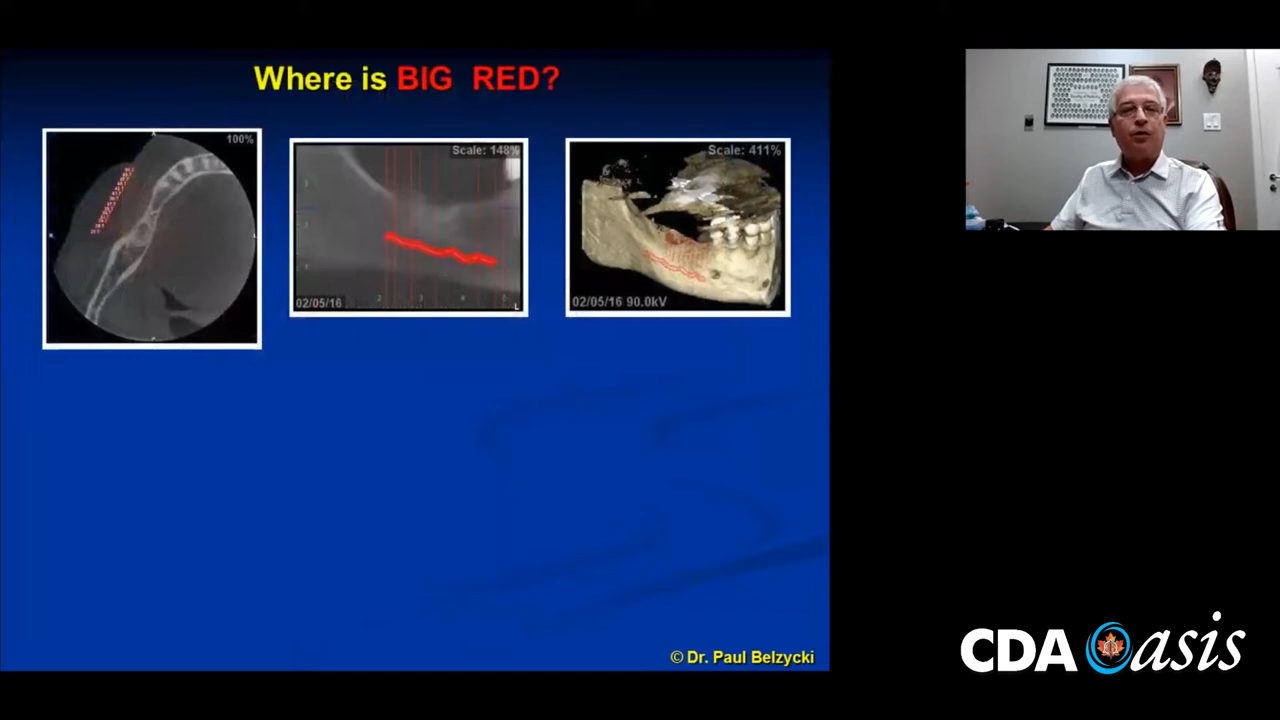 Where is BIG RED?
100%
Scale: 148%
02/05/16
L
Scale: 411%
02/05/16 90.0kV
© Dr. Paul Belzycki
CDA Oasis